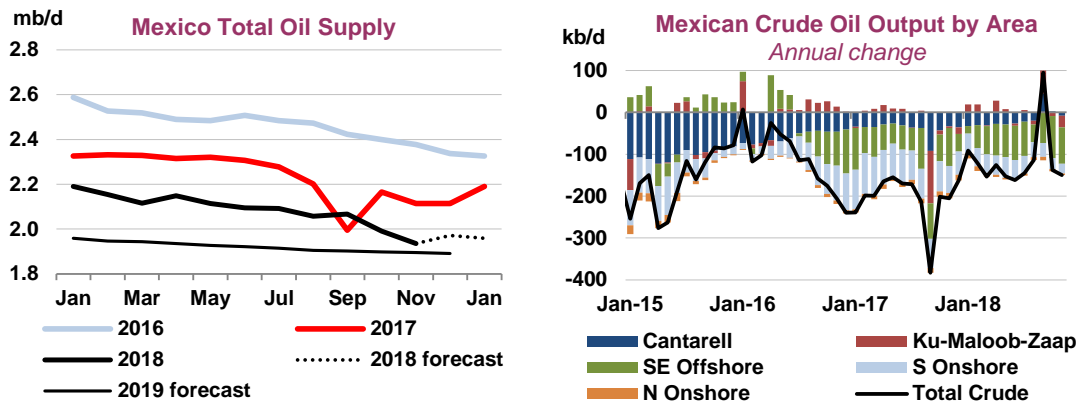 mb/d
Mexico Total Oil Supply
2.8
2.6
2.4
2.2
2.0
1.8
Jan Mar May Jul Sep Nov Jan
2016 2017
2018 2018 forecast
2019 forecast
Mexican Crude Oil Output by Area
kb/d
Annual change
100
0
-100
-200
-300
-400
Jan-15 Jan-16 Jan-17 Jan-18
Cantarell Ku-Maloob-Zaap
SE Offshore S Onshore
N Onshore Total Crude